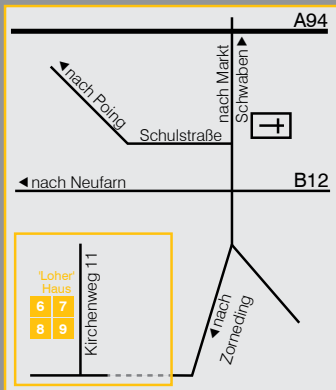 A94
nach Markt
Schwaben
nach Poing
Schulstraße
nach Neufarn
B12
'Loher'
Haus
6 7
8 9
Kirchenweg 11
nach
Zorneding